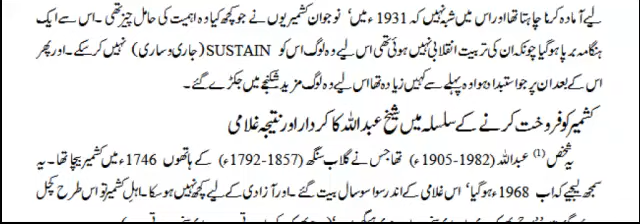 لیے آمادہ کرنا چاہتا تھا اور اس میں شبہ نہیں کہ 1931ء میں' نوجوان کشمیریوں نے جو کچھ کیا وہ اہمیت کی حامل چیز تھی ۔ اس سے ایک
ہنگامہ برپا ہو گیا چونکہ ان کی تربیت انقلابی نہیں ہوئی تھی اس لیے وہ لوگ اس کو SUSTAIN (جاری و ساری) نہیں کر سکے۔ اور پھر
اس کے بعد ان پر جو استبداد ہوا وہ پہلے سے کہیں زیادہ تھا اس لیے وہ لوگ مزید شکنجے میں جکڑے گئے۔
کشمیر کو فروخت کرنے کے سلسلہ میں شیخ عبداللہ کا کردار اور نتیجہ غلامی
یہ شخص (1) عبداللہ (1982-1905ء) تھا جس نے گلاب سنگھ (1857-1792ء) کے ہاتھوں 1746ء میں کشمیر بیچا تھا۔ یہ
سمجھ لیجیے کہ اب 1968ء ہو گیا' اس غلامی کے اندر سوا سو سال بیت گئے ۔ اور آزادی کے لیے کچھ نہیں ہو سکا۔ اہل کشمیر تو اس طرح کچل